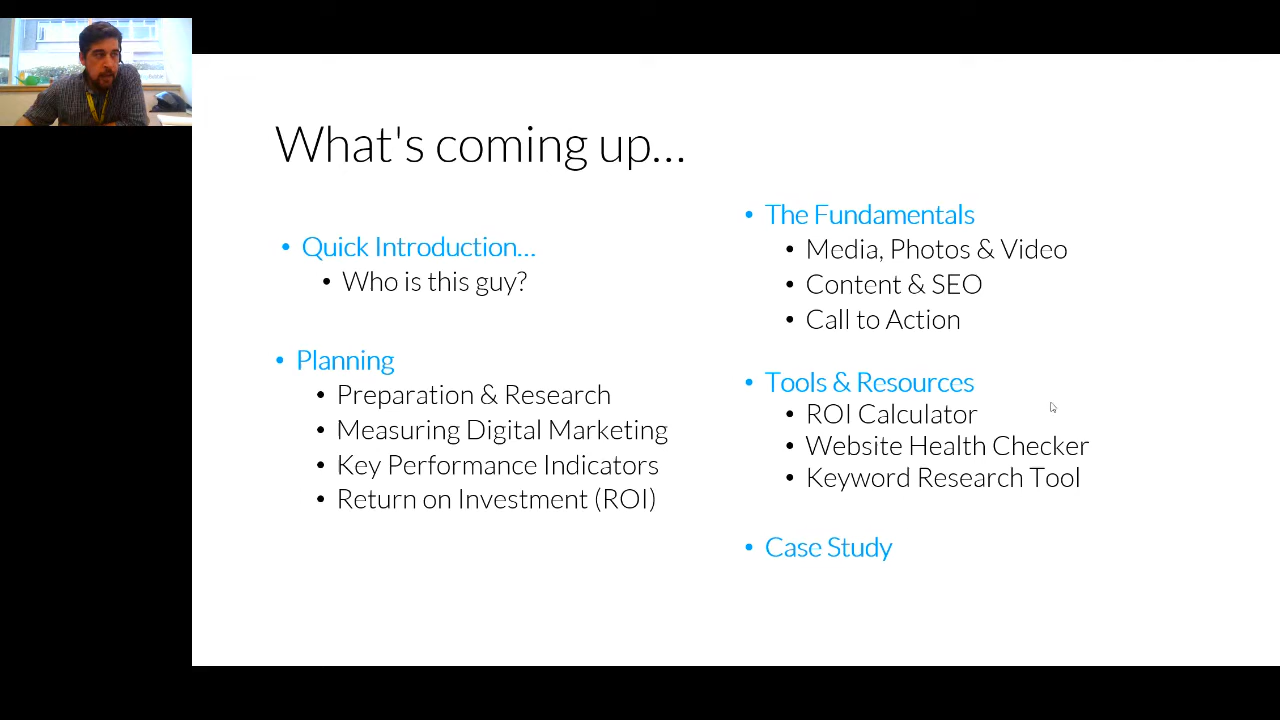 What's coming up...
• Quick Introduction...
• Who is this guy?
• Planning
• Preparation & Research
• Measuring Digital Marketing
• Key Performance Indicators
• Return on Investment (ROI)
• The Fundamentals
• Media, Photos & Video
• Content & SEO
• Call to Action
• Tools & Resources
• ROI Calculator
• Website Health Checker
• Keyword Research Tool
• Case Study